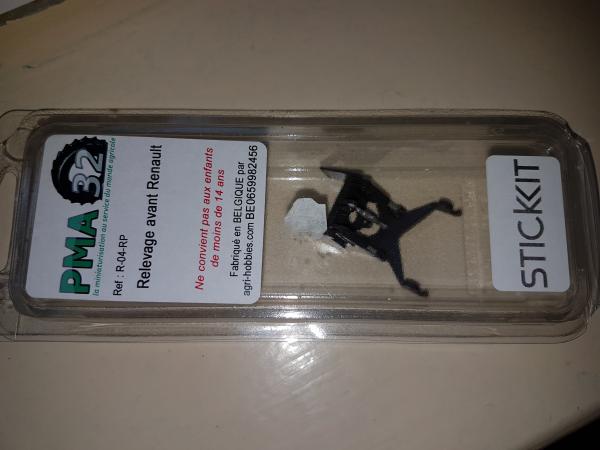 PMA 32
la miniaturisation au service du monde agricole
Ref : R-04-RP
Relevage avant Renault
Ne convient pas aux enfants
de moins de 14 ans
Fabriqué en BELGIQUE par
agri-hobbies.com BE0659982456
STICKKIT